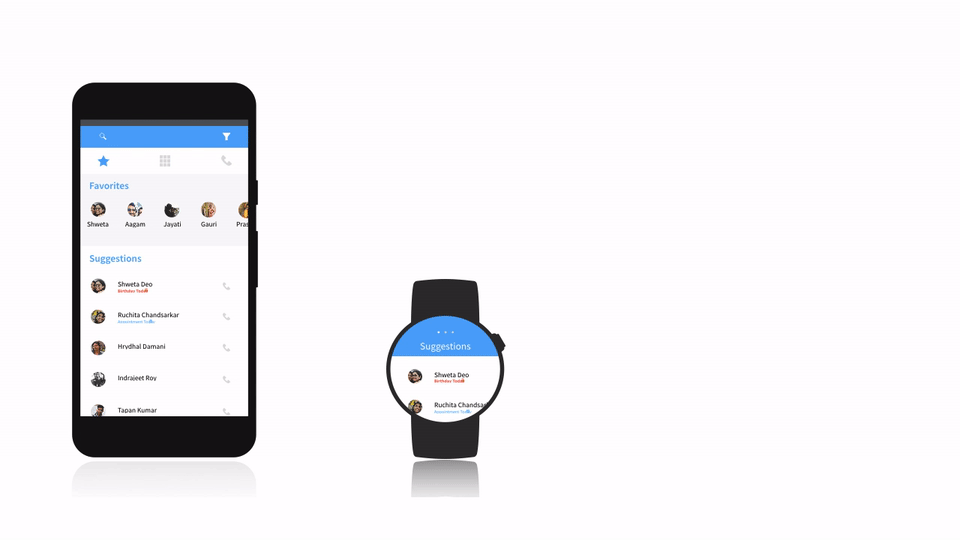 Favorites
Shweta
Aagam
Jayati
Gauri
Pras
Suggestions
Shweta Deo
Birthday Today
Ruchita Chandsarkar
Appointment Today
Hrydhal Damani
Indrajeet Roy
Tapan Kumar
Suggestions
Shweta Deo
Birthday Today
Ruchita Chandsar
Appointment Today